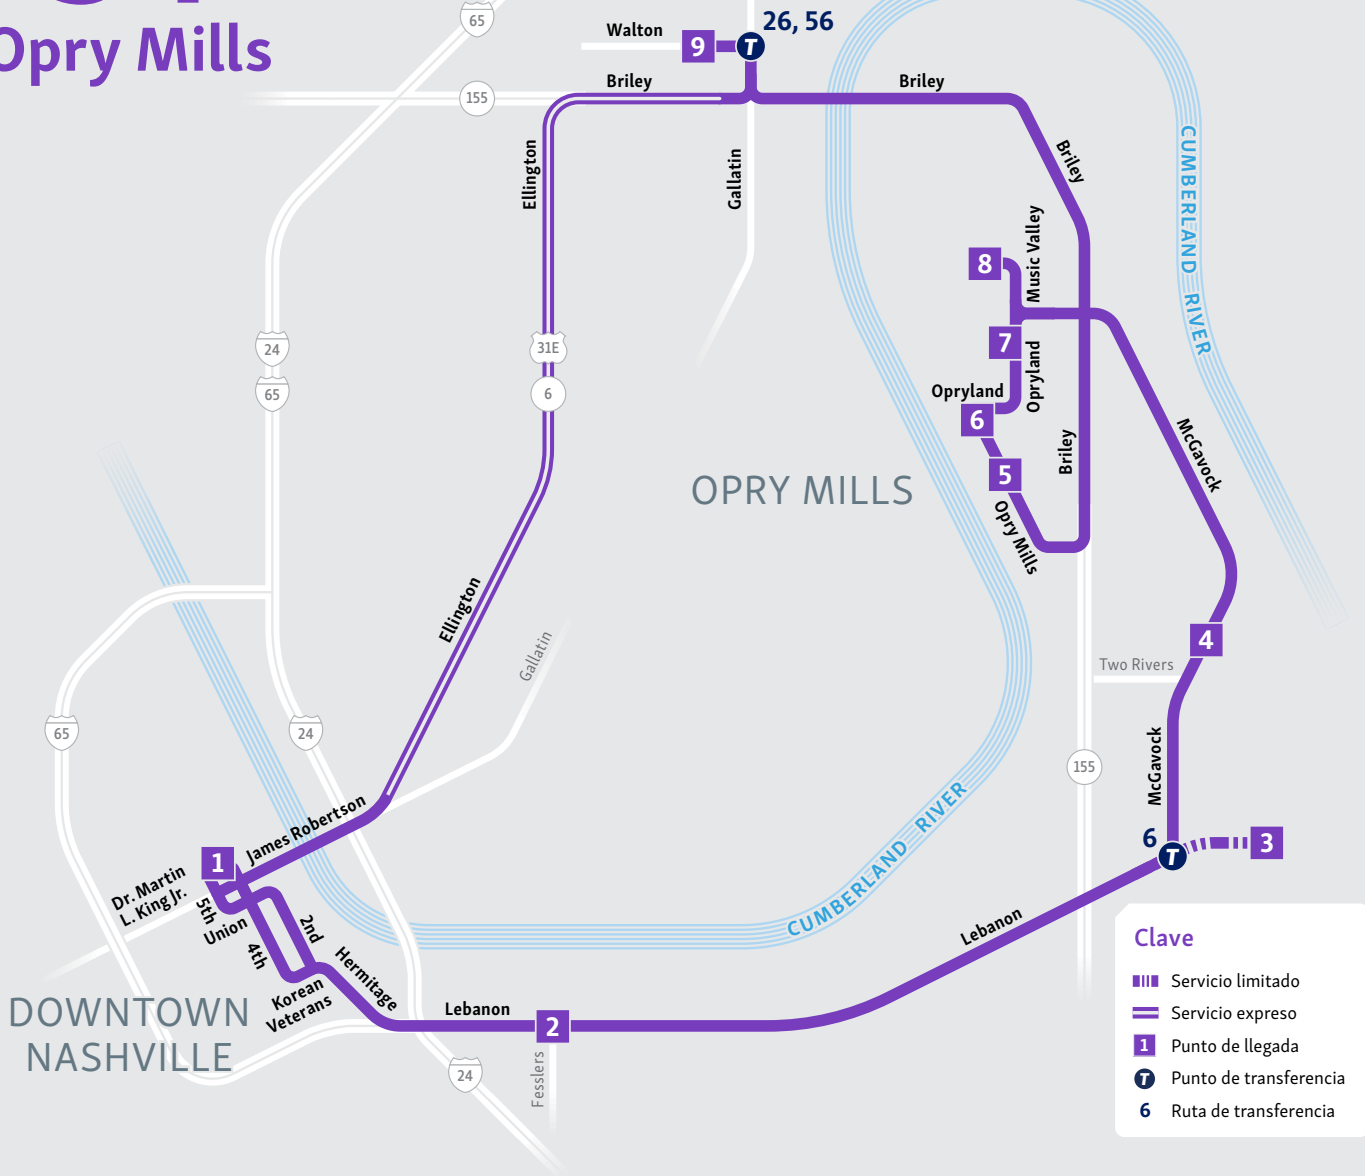 Opry Mills
65
Walton
9
T
26, 56
155
Briley
Briley
Ellington
Gallatin
Briley
CUMBERLAND RIVER
8
Music Valley
24
31E
7
65
6
Opryland
Opryland
6
5
Briley
McGavock
OPRY MILLS
Opry Mills
Ellington
Gallatin
4
Two Rivers
65
24
155
McGavock
James Robertson
CUMBERLAND RIVER
6
T
3
1
Dr. Martin
L. King Jr.
5th
Union
4th
2nd
Hermitage
Korean
Veterans
Lebanon
Lebanon
2
Fesslers
24
DOWNTOWN
NASHVILLE
Clave
Servicio limitado
Servicio expreso
1 Punto de llegada
T Punto de transferencia
6 Ruta de transferencia